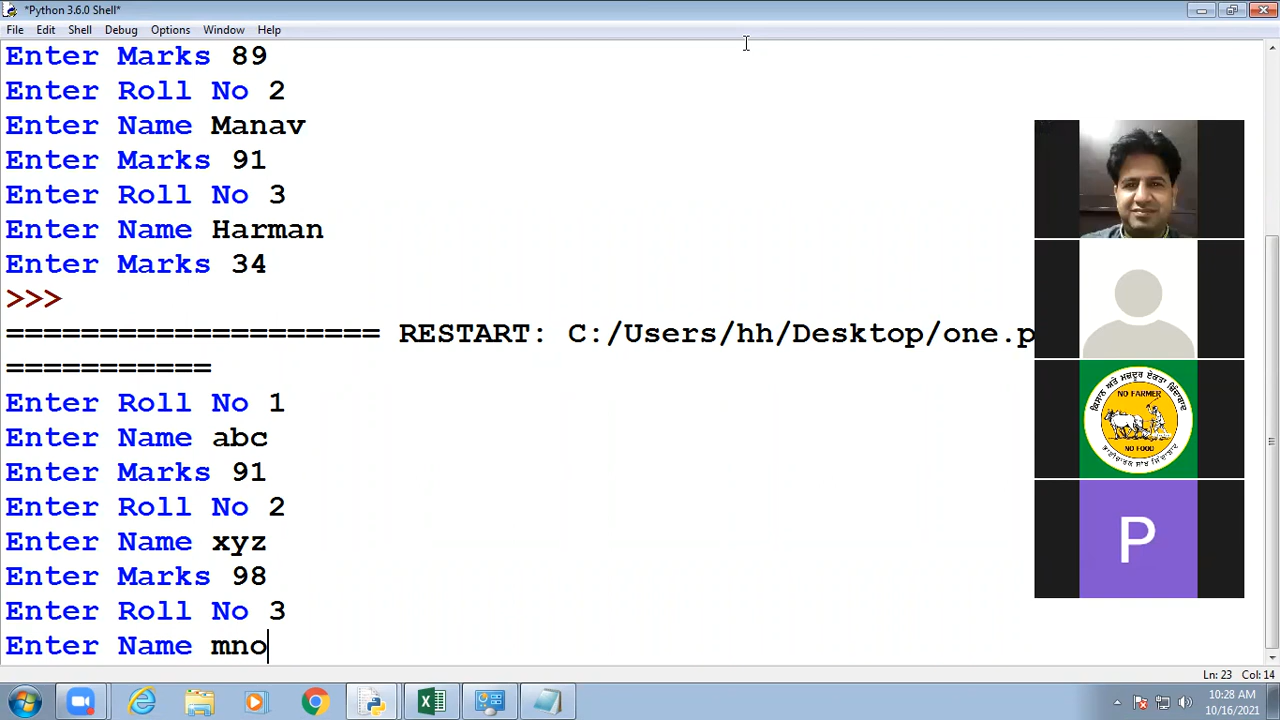 *Python 3.6.0 Shell*
File Edit Shell Debug Options Window Help
Enter Marks 89
Enter Roll No 2
Enter Name Manav
Enter Marks 91
Enter Roll No 3
Enter Name Harman
Enter Marks 34
>>>
==================== RESTART: C:/Users/hh/Desktop/one.p
===========
Enter Roll No 1
Enter Name abc
Enter Marks 91
Enter Roll No 2
Enter Name xyz
Enter Marks 98
Enter Roll No 3
Enter Name mno
NO FARMER
NO FOOD
P
Ln: 23 Col: 14
10:28 AM
10/16/2021